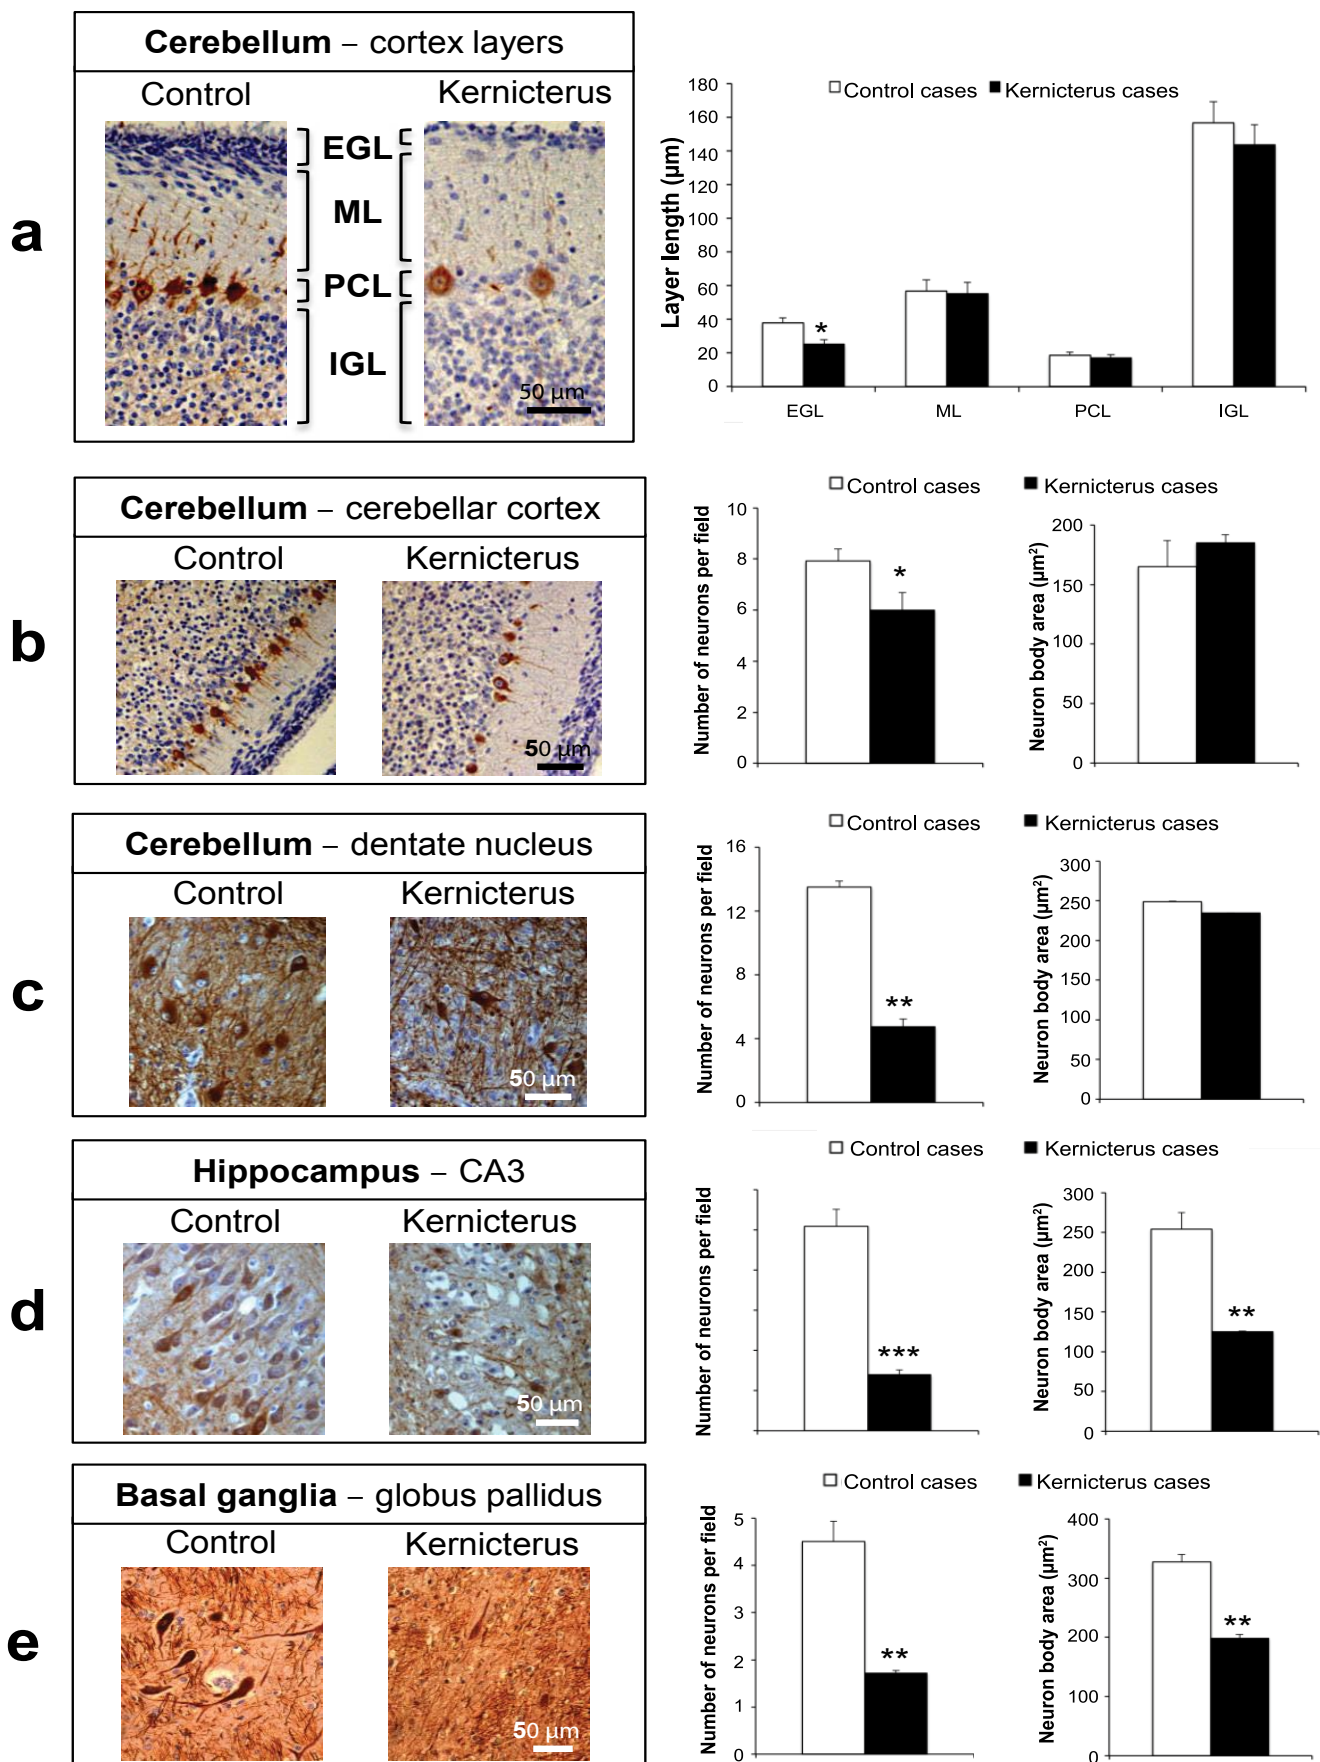 a
Cerebellum – cortex layers
Control
Kernicterus
EGL
ML
PCL
IGL
50 µm
Control cases
Kernicterus cases
Layer length (µm)
180
160
140
120
100
80
60
40
20
0
*
EGL
ML
PCL
IGL
b
Cerebellum – cerebellar cortex
Control
Kernicterus
50 µm
Control cases
Kernicterus cases
Number of neurons per field
10
8
6
4
2
0
*
Neuron body area (µm²)
200
150
100
50
0
c
Cerebellum – dentate nucleus
Control
Kernicterus
50 µm
Control cases
Kernicterus cases
Number of neurons per field
16
12
8
4
0
**
Neuron body area (µm²)
300
250
200
150
100
50
0
d
Hippocampus – CA3
Control
Kernicterus
50 µm
Control cases
Kernicterus cases
Number of neurons per field
***
Neuron body area (µm²)
300
250
200
150
100
50
0
**
e
Basal ganglia – globus pallidus
Control
Kernicterus
50 µm
Control cases
Kernicterus cases
Number of neurons per field
5
4
3
2
1
0
**
Neuron body area (µm²)
400
300
200
100
0
**